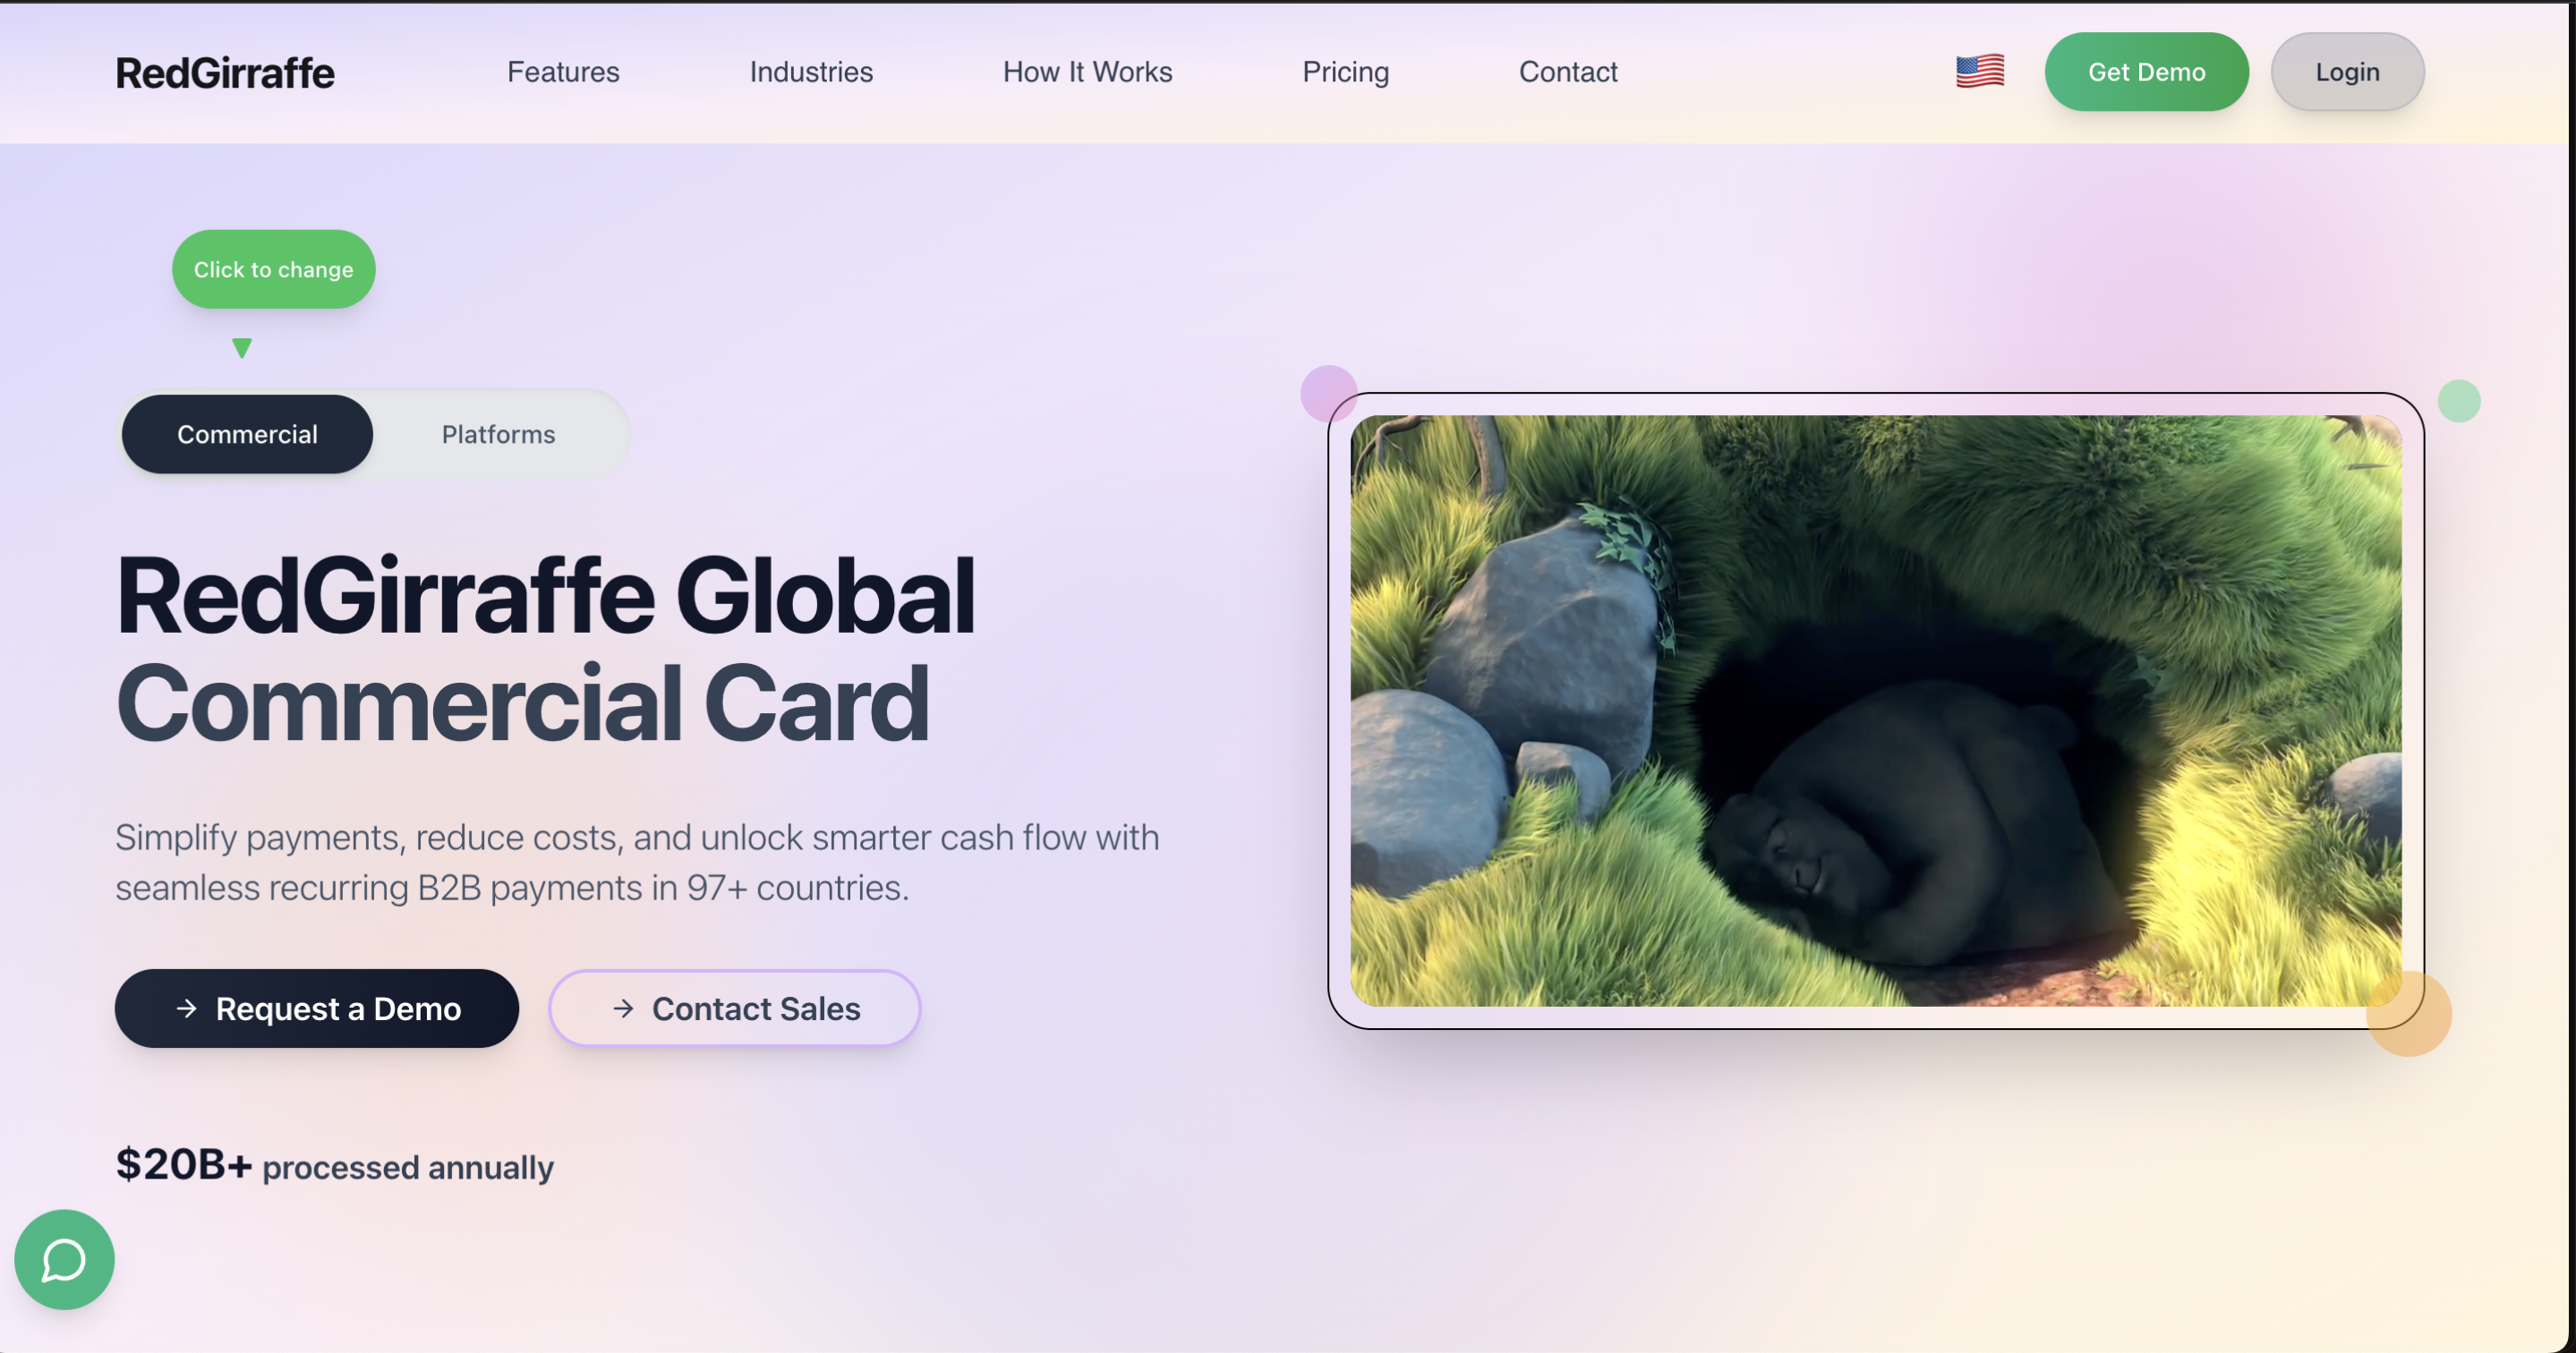 RedGirraffe
Features
Industries
How It Works
Pricing
Contact
Get Demo
Login
Click to change
Commercial
Platforms
RedGirraffe Global
Commercial Card
Simplify payments, reduce costs, and unlock smarter cash flow with
seamless recurring B2B payments in 97+ countries.
→ Request a Demo
→ Contact Sales
$20B+ processed annually